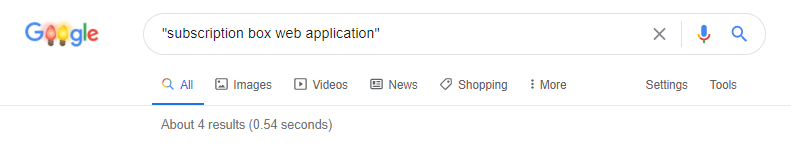 Google "subscription box web application"
All Images Videos News Shopping More Settings Tools
About 4 results (0.54 seconds)